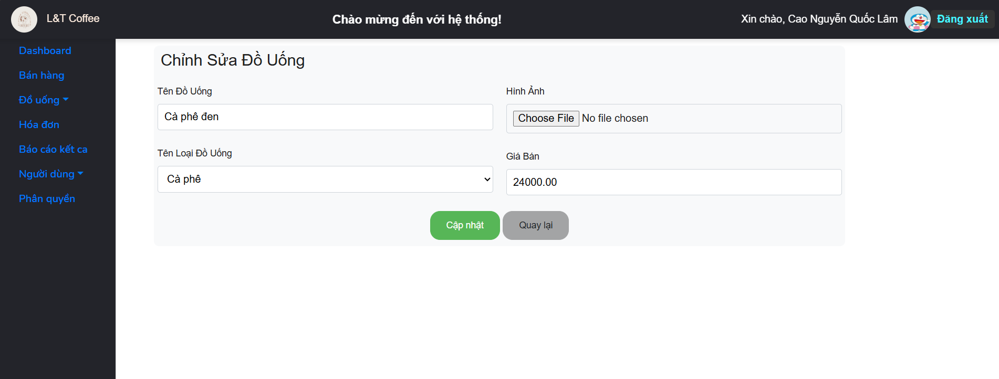 L&T Coffee
Chào mừng đến với hệ thống!
Xin chào, Cao Nguyễn Quốc Lâm
Đăng xuất
Dashboard
Bán hàng
Đồ uống
Hóa đơn
Báo cáo kết ca
Người dùng
Phân quyền
Chỉnh Sửa Đồ Uống
Tên Đồ Uống
Cà phê đen
Hình Ảnh
Choose File No file chosen
Tên Loại Đồ Uống
Cà phê
Giá Bán
24000.00
Cập nhật
Quay lại